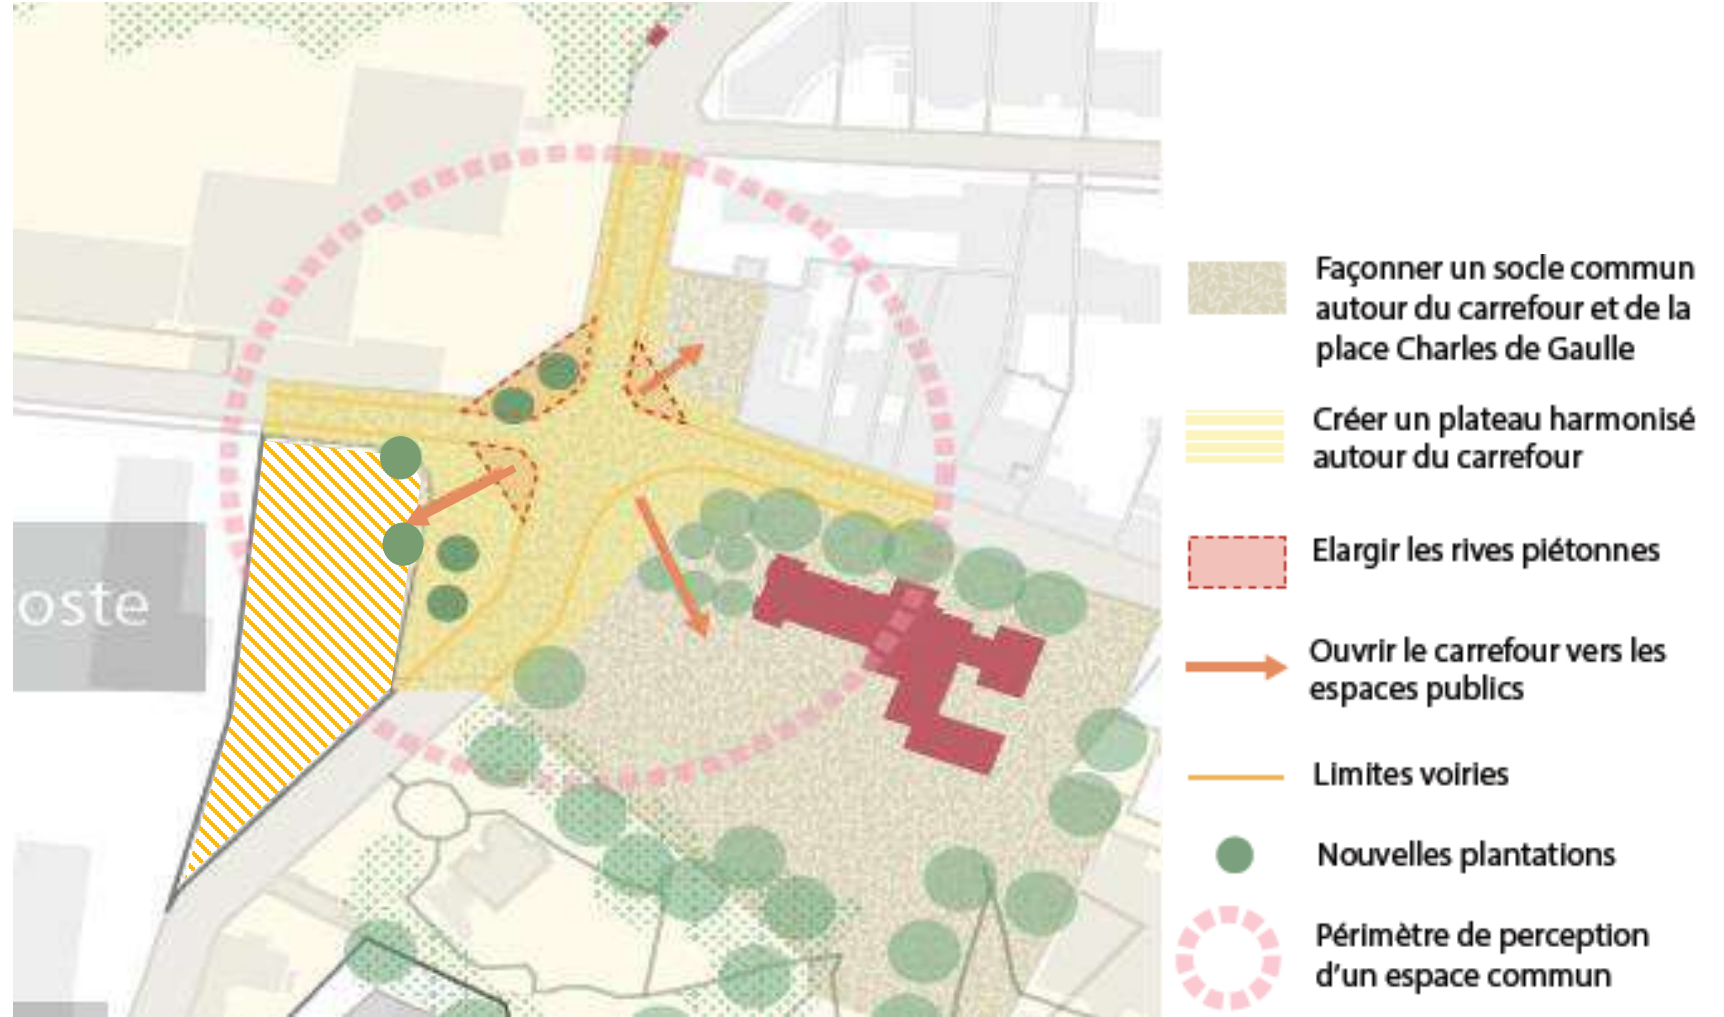 oste
Façonner un socle commun
autour du carrefour et de la
place Charles de Gaulle
Créer un plateau harmonisé
autour du carrefour
Elargir les rives piétonnes
Ouvrir le carrefour vers les
espaces publics
Limites voiries
Nouvelles plantations
Périmètre de perception
d'un espace commun